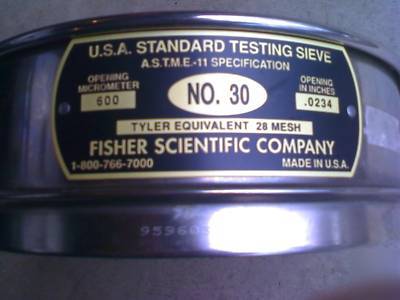 U.S.A. STANDARD TESTING SIEVE
A.S.T.M.E.-11 SPECIFICATION
OPENING
MICROMETER
600
NO. 30
OPENING
IN INCHES
.0234
TYLER EQUIVALENT 28 MESH
FISHER SCIENTIFIC COMPANY
1-800-766-7000
MADE IN U.S.A.